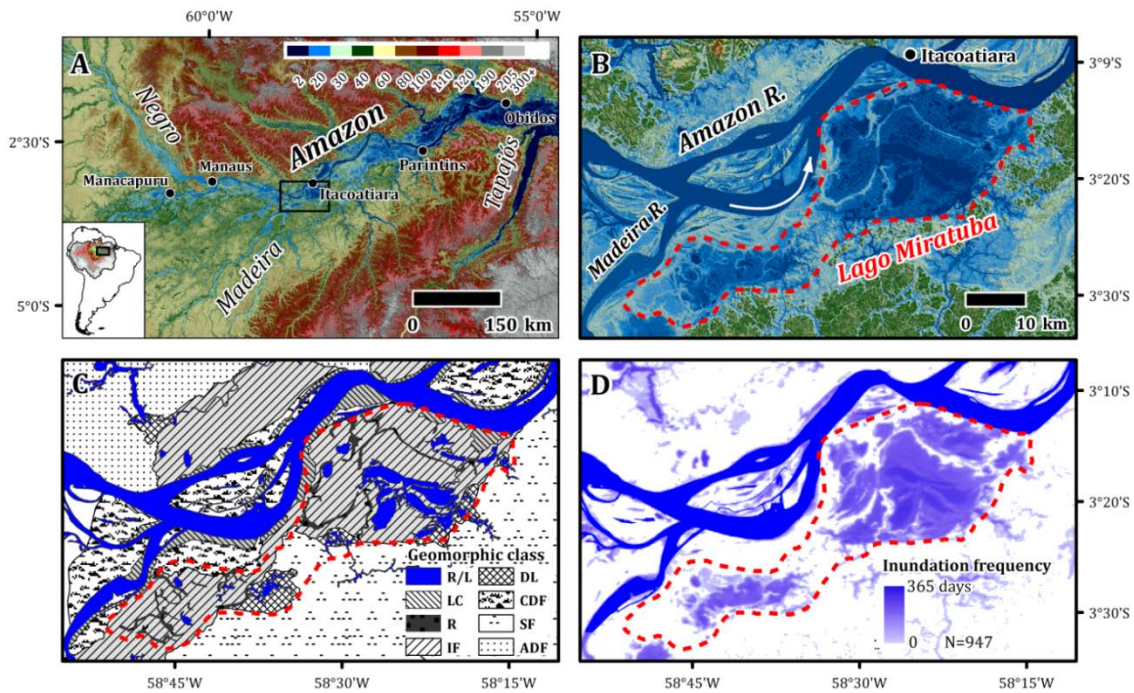 60°0'W
55°0'W
A
2
20
30
40
60
80
100
110
120
190
205
300+
Negro
Amazon
Obidos
Manaus
Parintins
2°30'S
Manacapuru
Itacoatiara
Tapajós
Madeira
5°0'S
0 150 km
B
Itacoatiara
3°9'S
Amazon R.
3°20'S
Madeira R.
Lago Miratuba
3°30'S
0 10 km
C
Geomorphic class
R/L DL
LC CDF
R SF
IF ADF
58°45'W 58°30'W 58°15'W
D
3°10'S
3°20'S
Inundation frequency
365 days
0 N=947
3°30'S
58°45'W 58°30'W 58°15'W